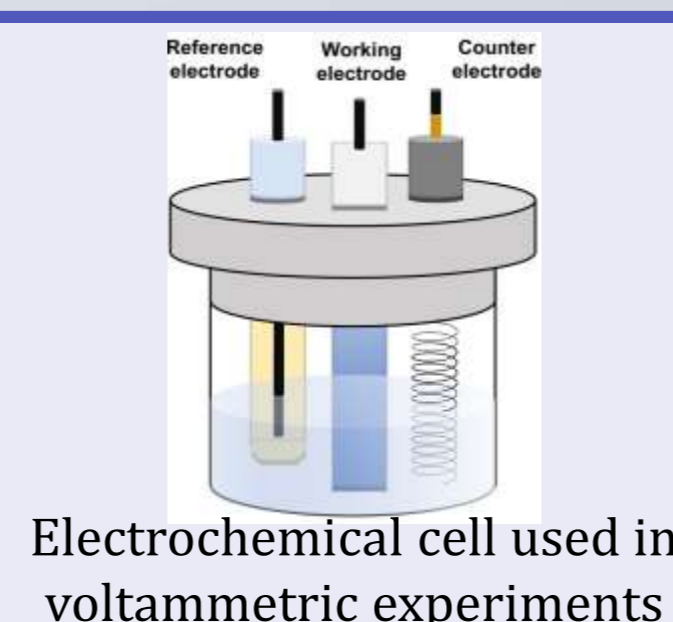 Reference electrode
Working electrode
Counter electrode
Electrochemical cell used in
voltammetric experiments